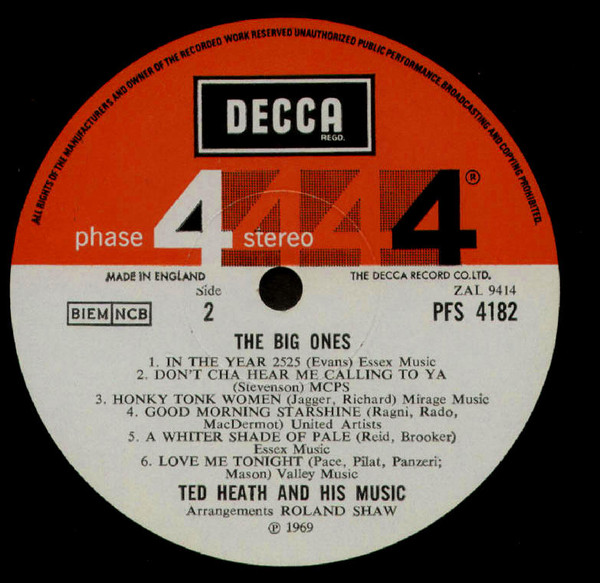 ALL RIGHTS OF THE MANUFACTURERS AND OWNER OF THE RECORDED WORK RESERVED UNAUTHORIZED PUBLIC PERFORMANCE, BROADCASTING AND COPYING PROHIBITED.
DECCA
REGD.
phase 4 stereo 4 4 4 ®
MADE IN ENGLAND
THE DECCA RECORD CO. LTD.
Side
ZAL 9414
BIEM NCB
2
PFS 4182
THE BIG ONES
1. IN THE YEAR 2525 (Evans) Essex Music
2. DON'T CHA HEAR ME CALLING TO YA
(Stevenson) MCPS
3. HONKY TONK WOMEN (Jagger, Richard) Mirage Music
4. GOOD MORNING STARSHINE (Ragni, Rado,
MacDermot) United Artists
5. A WHITER SHADE OF PALE (Reid, Brooker)
Essex Music
6. LOVE ME TONIGHT (Pace, Pilat, Panzeri;
Mason) Valley Music
TED HEATH AND HIS MUSIC
Arrangements ROLAND SHAW
℗ 1969